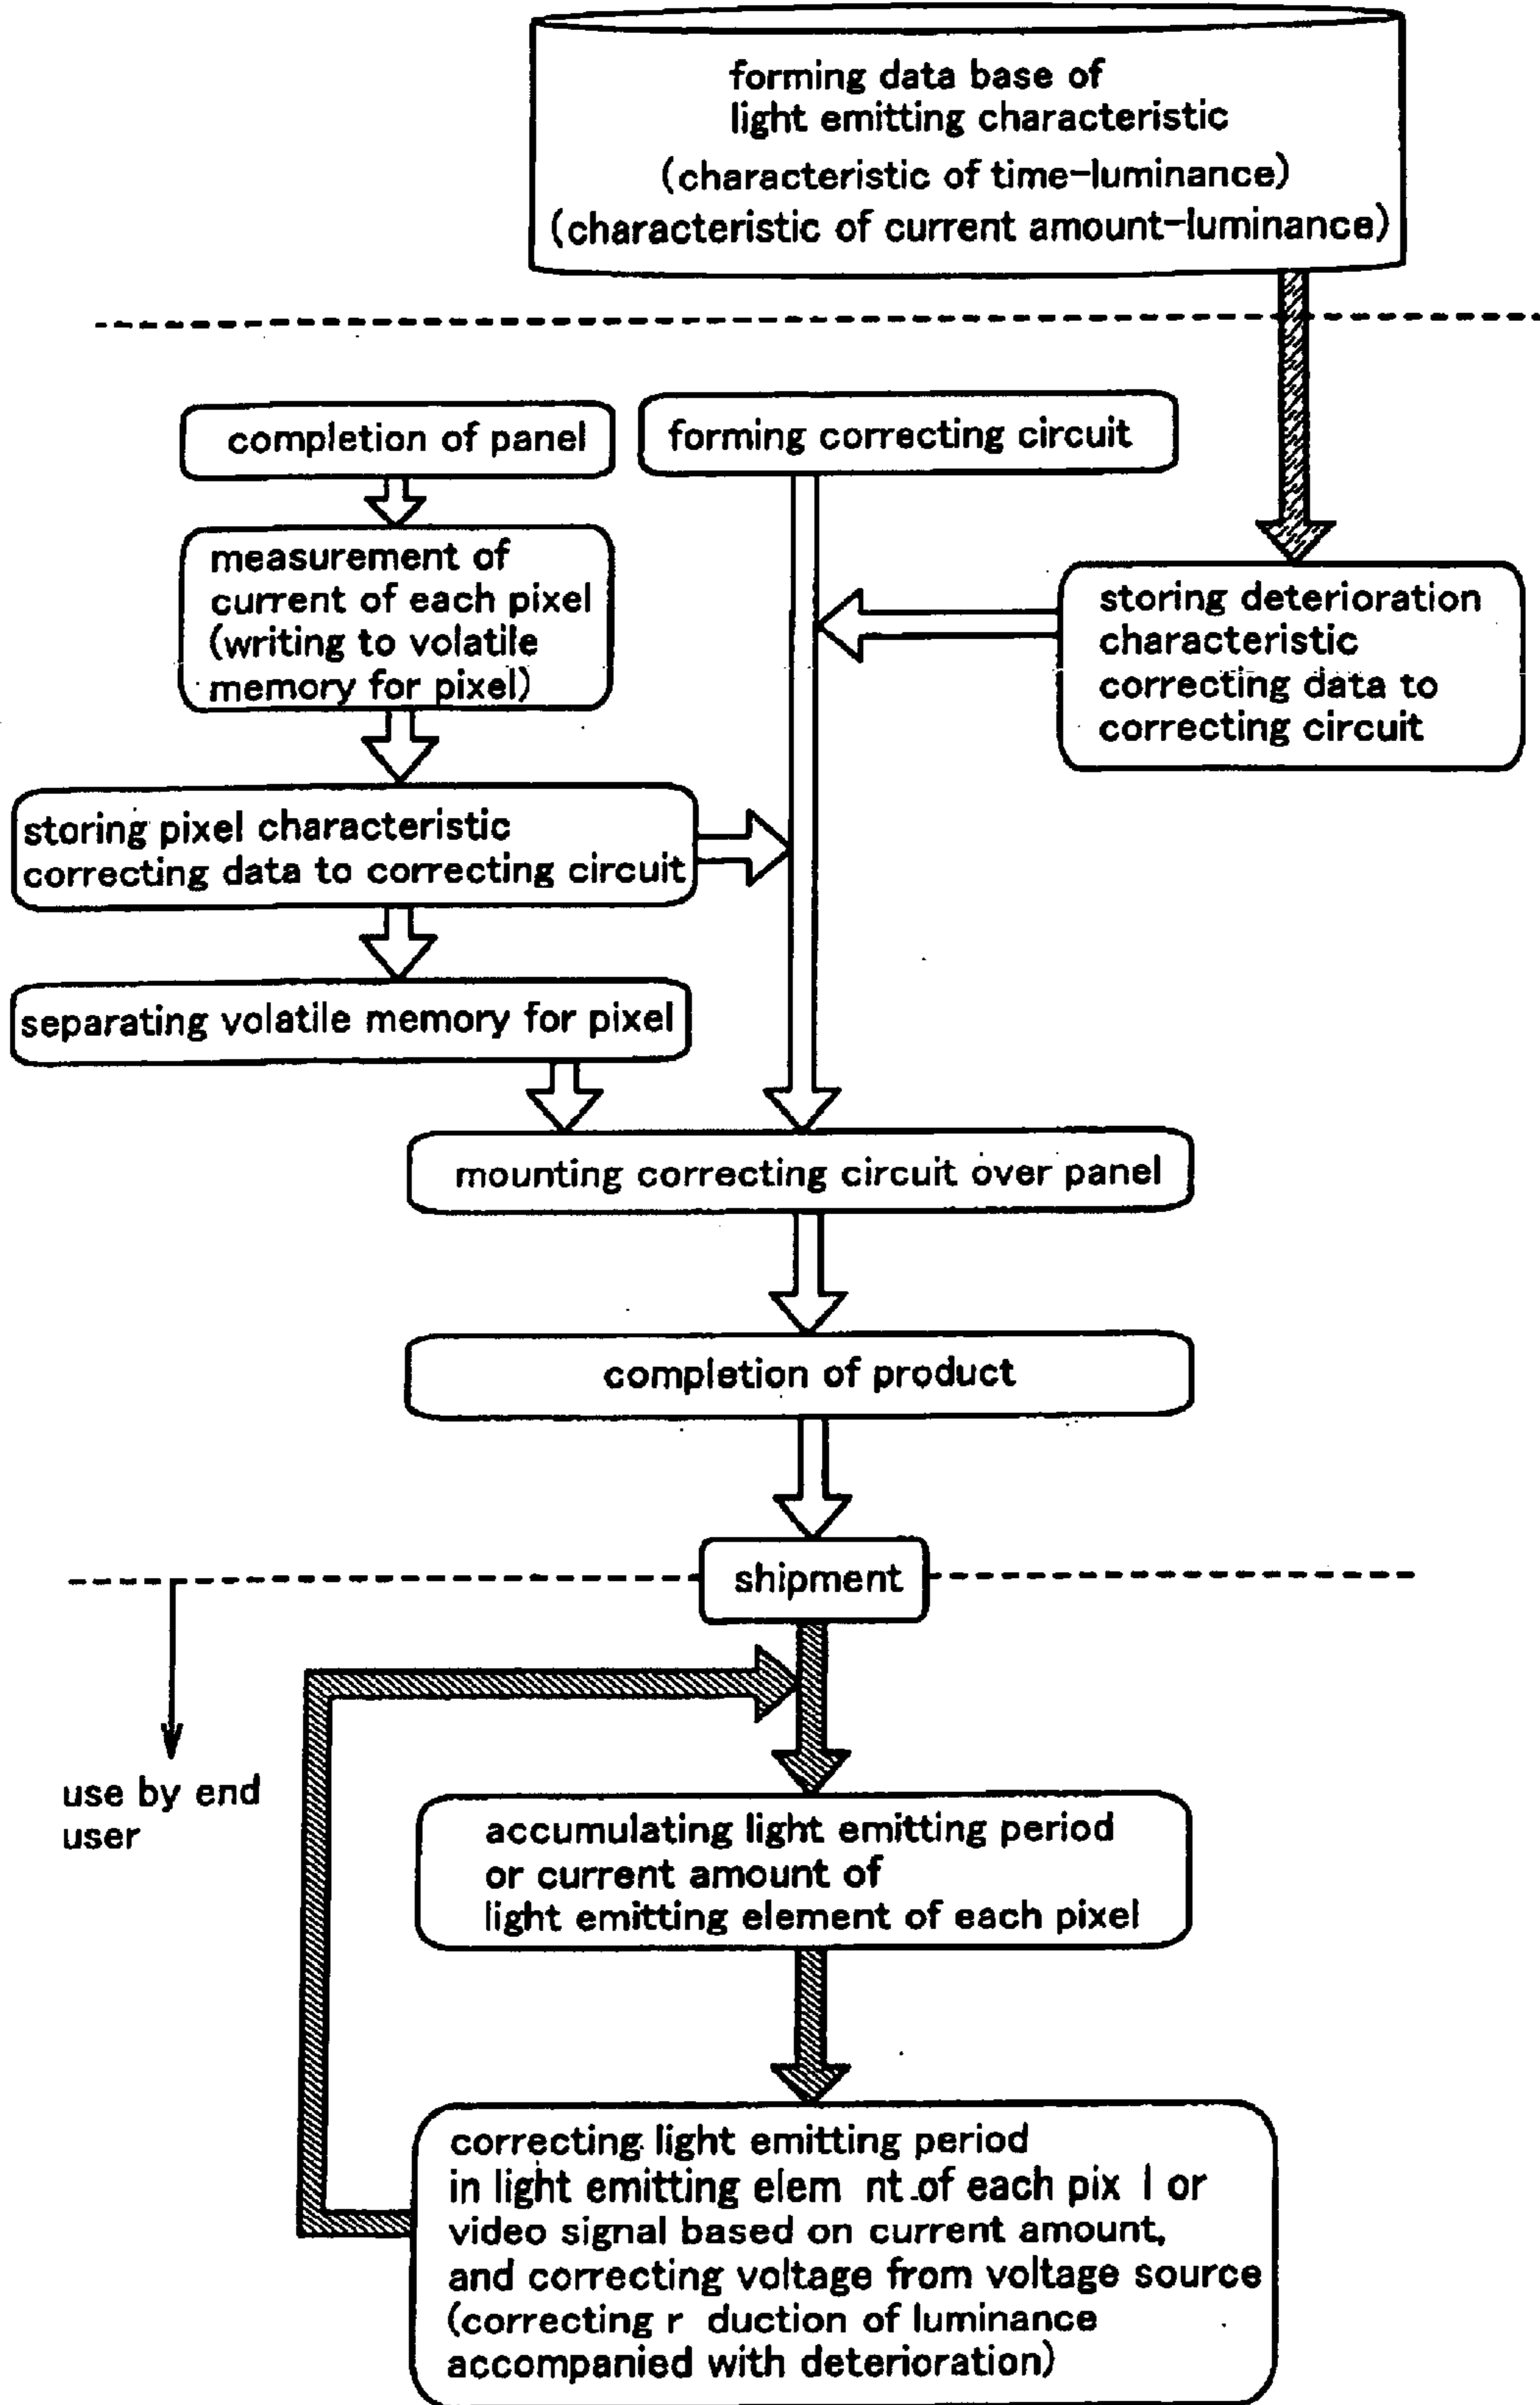 forming data base of
light emitting characteristic
(characteristic of time-luminance)
(characteristic of current amount-luminance)
completion of panel
forming correcting circuit
measurement of
current of each pixel
(writing to volatile
memory for pixel)
storing deterioration
characteristic
correcting data to
correcting circuit
storing pixel characteristic
correcting data to correcting circuit
separating volatile memory for pixel
mounting correcting circuit over panel
completion of product
shipment
use by end
user
accumulating light emitting period
or current amount of
light emitting element of each pixel
correcting light emitting period
in light emitting elem nt of each pix l or
video signal based on current amount,
and correcting voltage from voltage source
(correcting r duction of luminance
accompanied with deterioration)